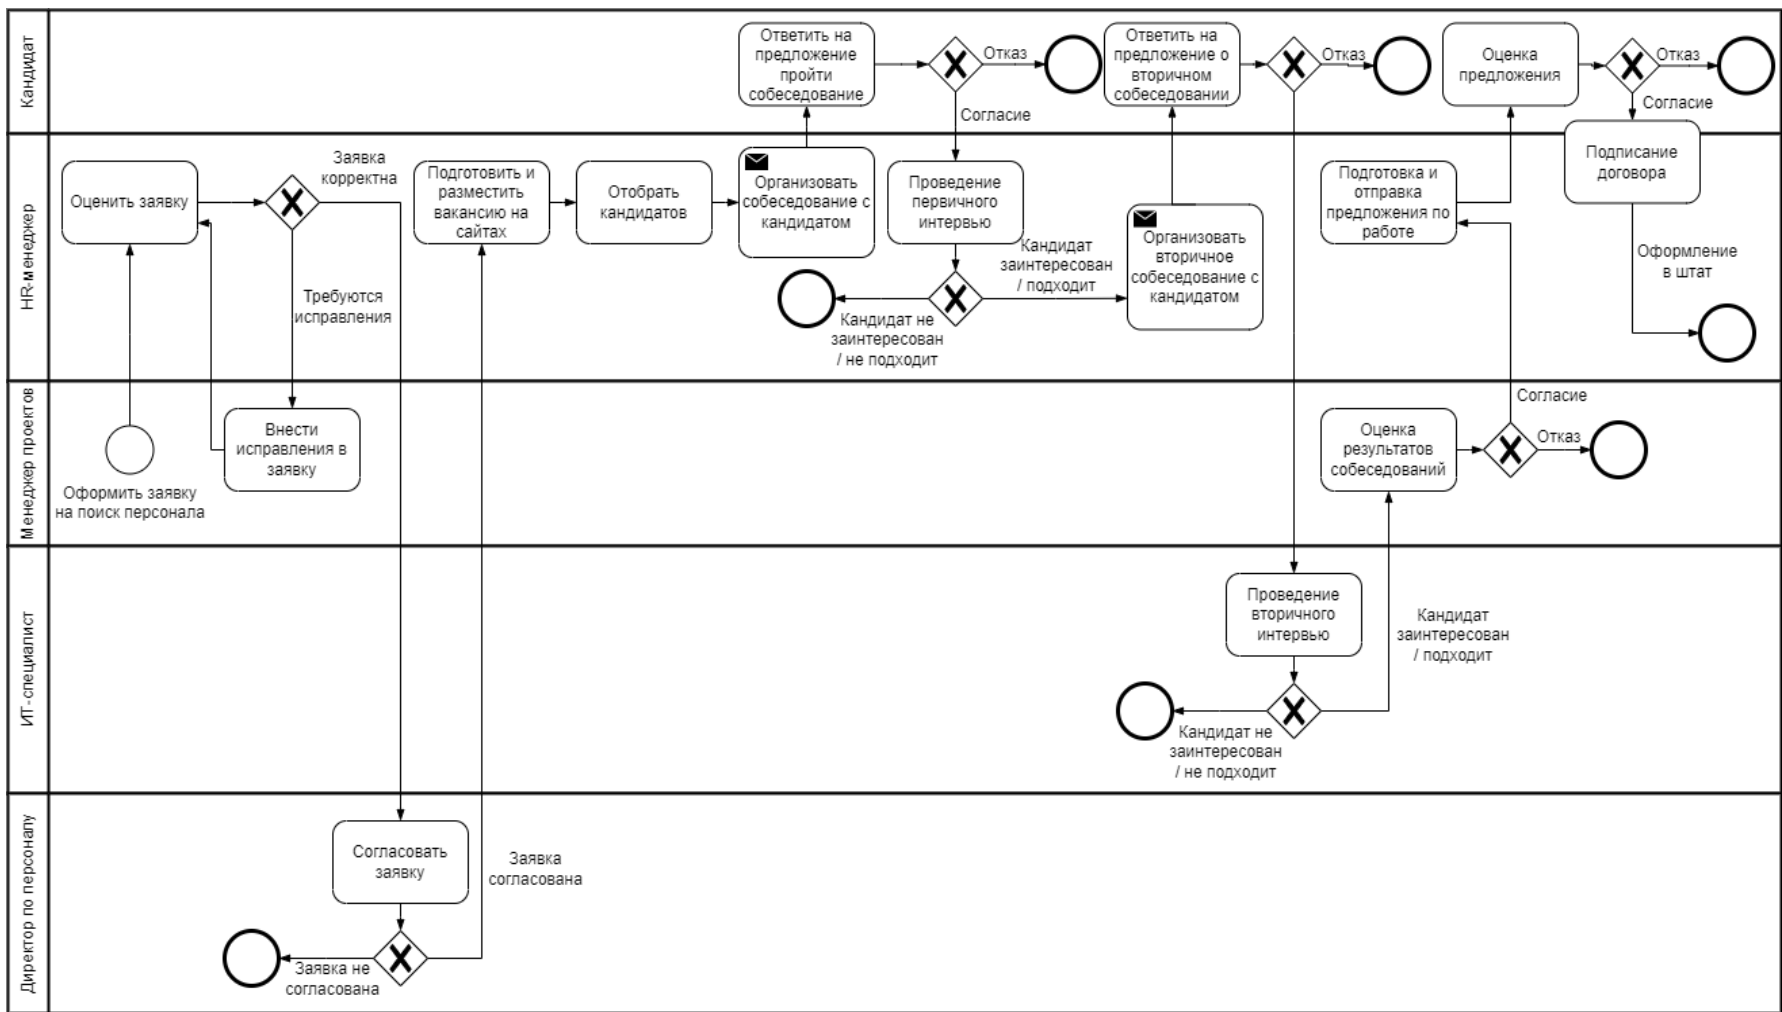 Кандидат
Ответить на
предложение
пройти
собеседование
Отказ
Согласие
Ответить на
предложение о
вторичном
собеседовании
Отказ
Оценка
предложения
Отказ
Согласие
HR-менеджер
Оценить заявку
Заявка
корректна
Требуются
исправления
Подготовить и
разместить
вакансию на
сайтах
Отобрать
кандидатов
Организовать
собеседование с
кандидатом
Проведение
первичного
интервью
Кандидат
заинтересован
/ подходит
Кандидат не
заинтересован
/ не подходит
Организовать
вторичное
собеседование с
кандидатом
Подготовка и
отправка
предложения по
работе
Подписание
договора
Оформление
в штат
Менеджер проектов
Оформить заявку
на поиск персонала
Внести
исправления в
заявку
Оценка
результатов
собеседований
Согласие
Отказ
ИТ-специалист
Проведение
вторичного
интервью
Кандидат
заинтересован
/ подходит
Кандидат не
заинтересован
/ не подходит
Директор по персоналу
Согласовать
заявку
Заявка
согласована
Заявка не
согласована